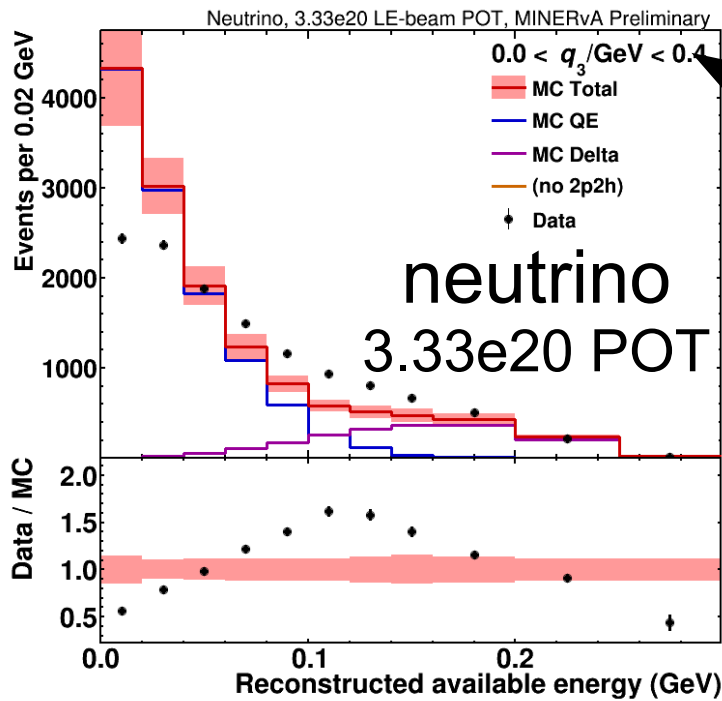 Neutrino, 3.33e20 LE-beam POT, MINERvA Preliminary
0.0 < q3/GeV < 0.4
MC Total
MC QE
MC Delta
(no 2p2h)
Data
neutrino
3.33e20 POT
Events per 0.02 GeV
4000
3000
2000
1000
Data / MC
2.0
1.5
1.0
0.5
0.0
0.1
0.2
Reconstructed available energy (GeV)